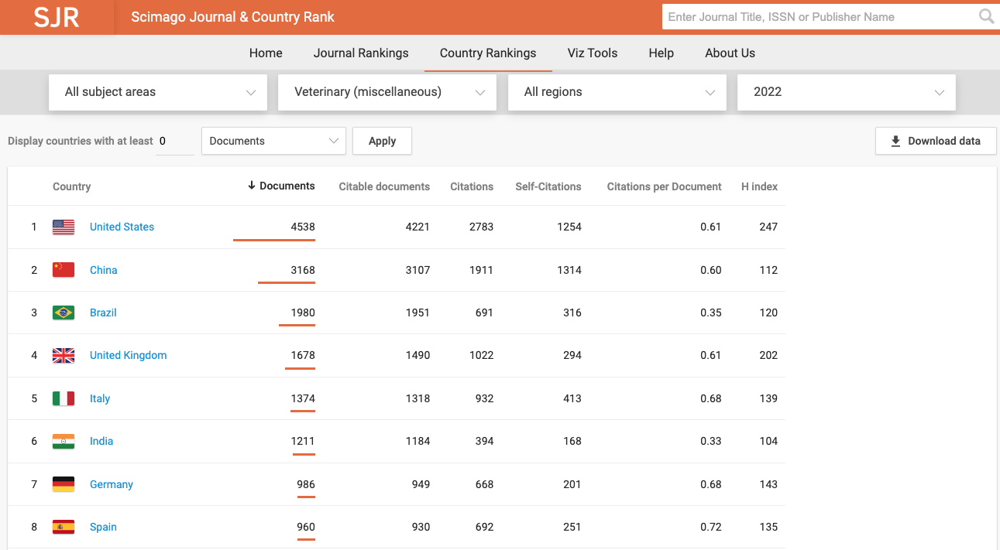 SJR Scimago Journal & Country Rank Enter Journal Title, ISSN or Publisher Name
Home Journal Rankings Country Rankings Viz Tools Help About Us
All subject areas Veterinary (miscellaneous) All regions 2022
Display countries with at least 0 Documents Apply Download data
Country Documents Citable documents Citations Self-Citations Citations per Document H index
1 United States 4538 4221 2783 1254 0.61 247
2 China 3168 3107 1911 1314 0.60 112
3 Brazil 1980 1951 691 316 0.35 120
4 United Kingdom 1678 1490 1022 294 0.61 202
5 Italy 1374 1318 932 413 0.68 139
6 India 1211 1184 394 168 0.33 104
7 Germany 986 949 668 201 0.68 143
8 Spain 960 930 692 251 0.72 135